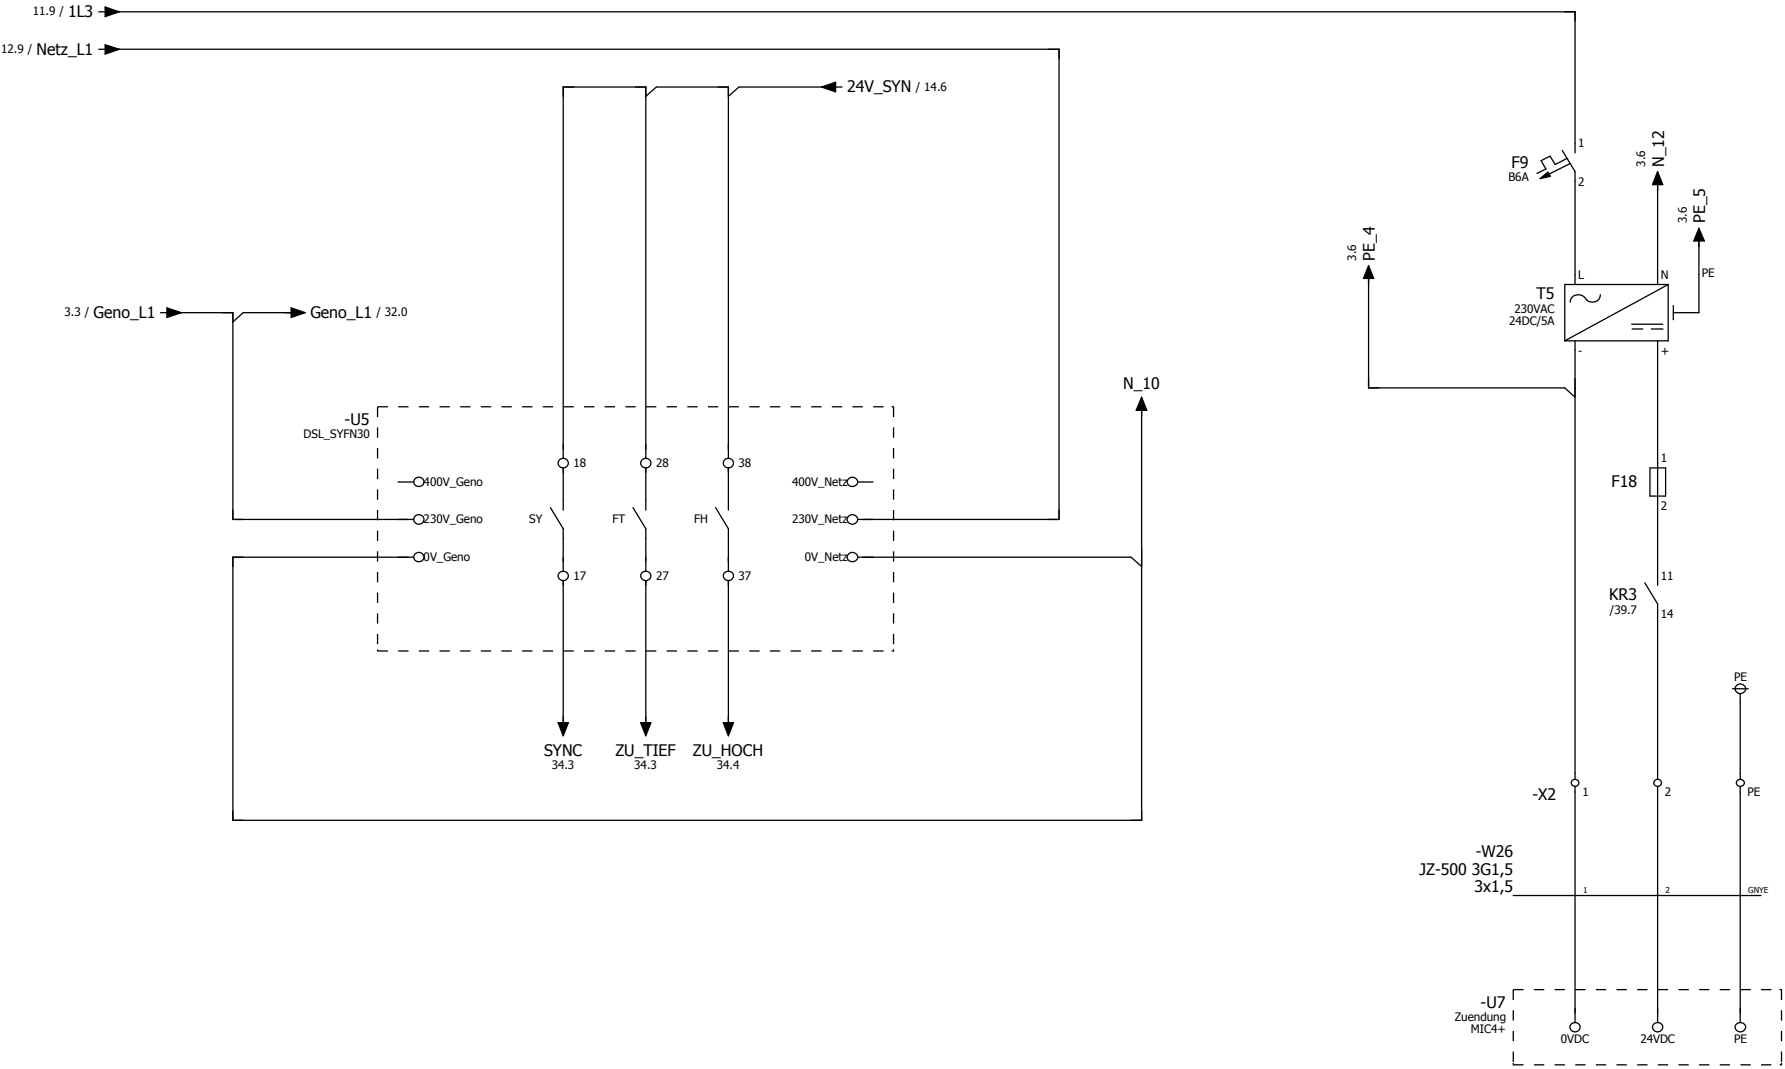 11.9 / 1L3
12.9 / Netz_L1
24V_SYN / 14.6
1
F9
B6A
2
3.6
N_12
3.6
PE_5
3.6
PE_4
L
N
PE
T5
230VAC
24DC/5A
-
+
3.3 / Geno_L1
Geno_L1 / 32.0
N_10
-U5
DSL_SYFN30
18
28
38
400V_Geno
400V_Netz
230V_Geno
SY
FT
FH
230V_Netz
0V_Geno
0V_Netz
17
27
37
1
F18
2
11
KR3
/39.7
14
SYNC
34.3
ZU_TIEF
34.3
ZU_HOCH
34.4
PE
-X2
1
2
PE
-W26
JZ-500 3G1,5
3x1,5
1
2
GNYE
-U7
Zuendung
MIC4+
0VDC
24VDC
PE